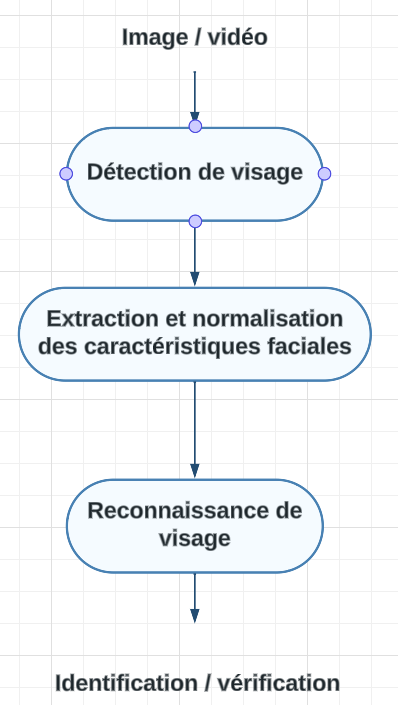 Image / vidéo
Détection de visage
Extraction et normalisation
des caractéristiques faciales
Reconnaissance de
visage
Identification / vérification